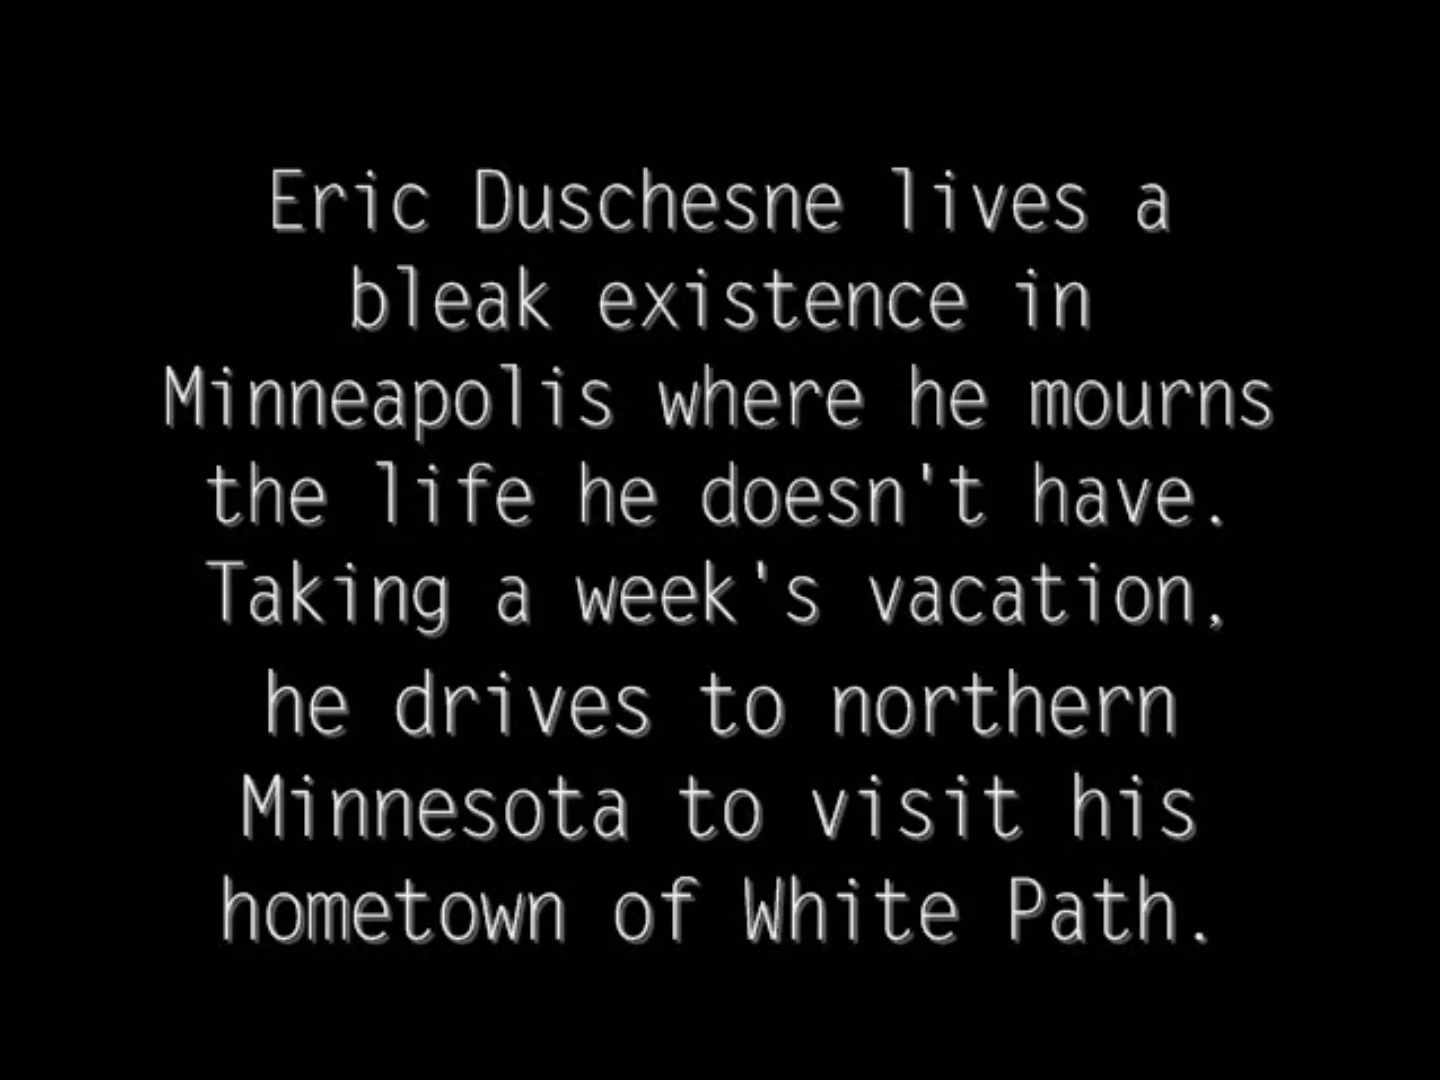 Eric Duschesne lives a
bleak existence in
Minneapolis where he mourns
the life he doesn't have.
Taking a week's vacation,
he drives to northern
Minnesota to visit his
hometown of White Path.